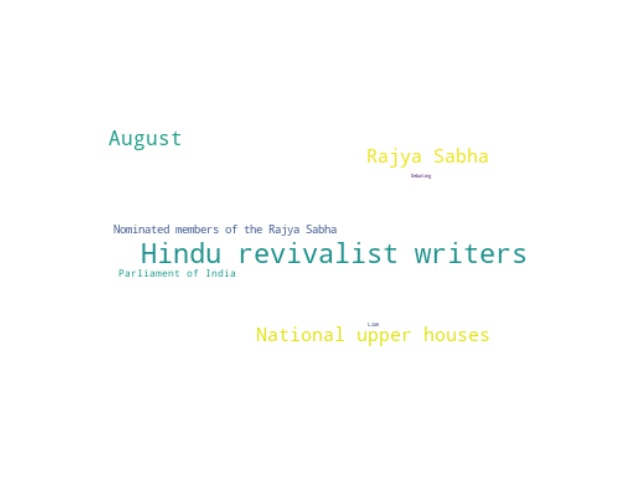 August
Rajya Sabha
Debating
Nominated members of the Rajya Sabha
Hindu revivalist writers
Parliament of India
National upper houses